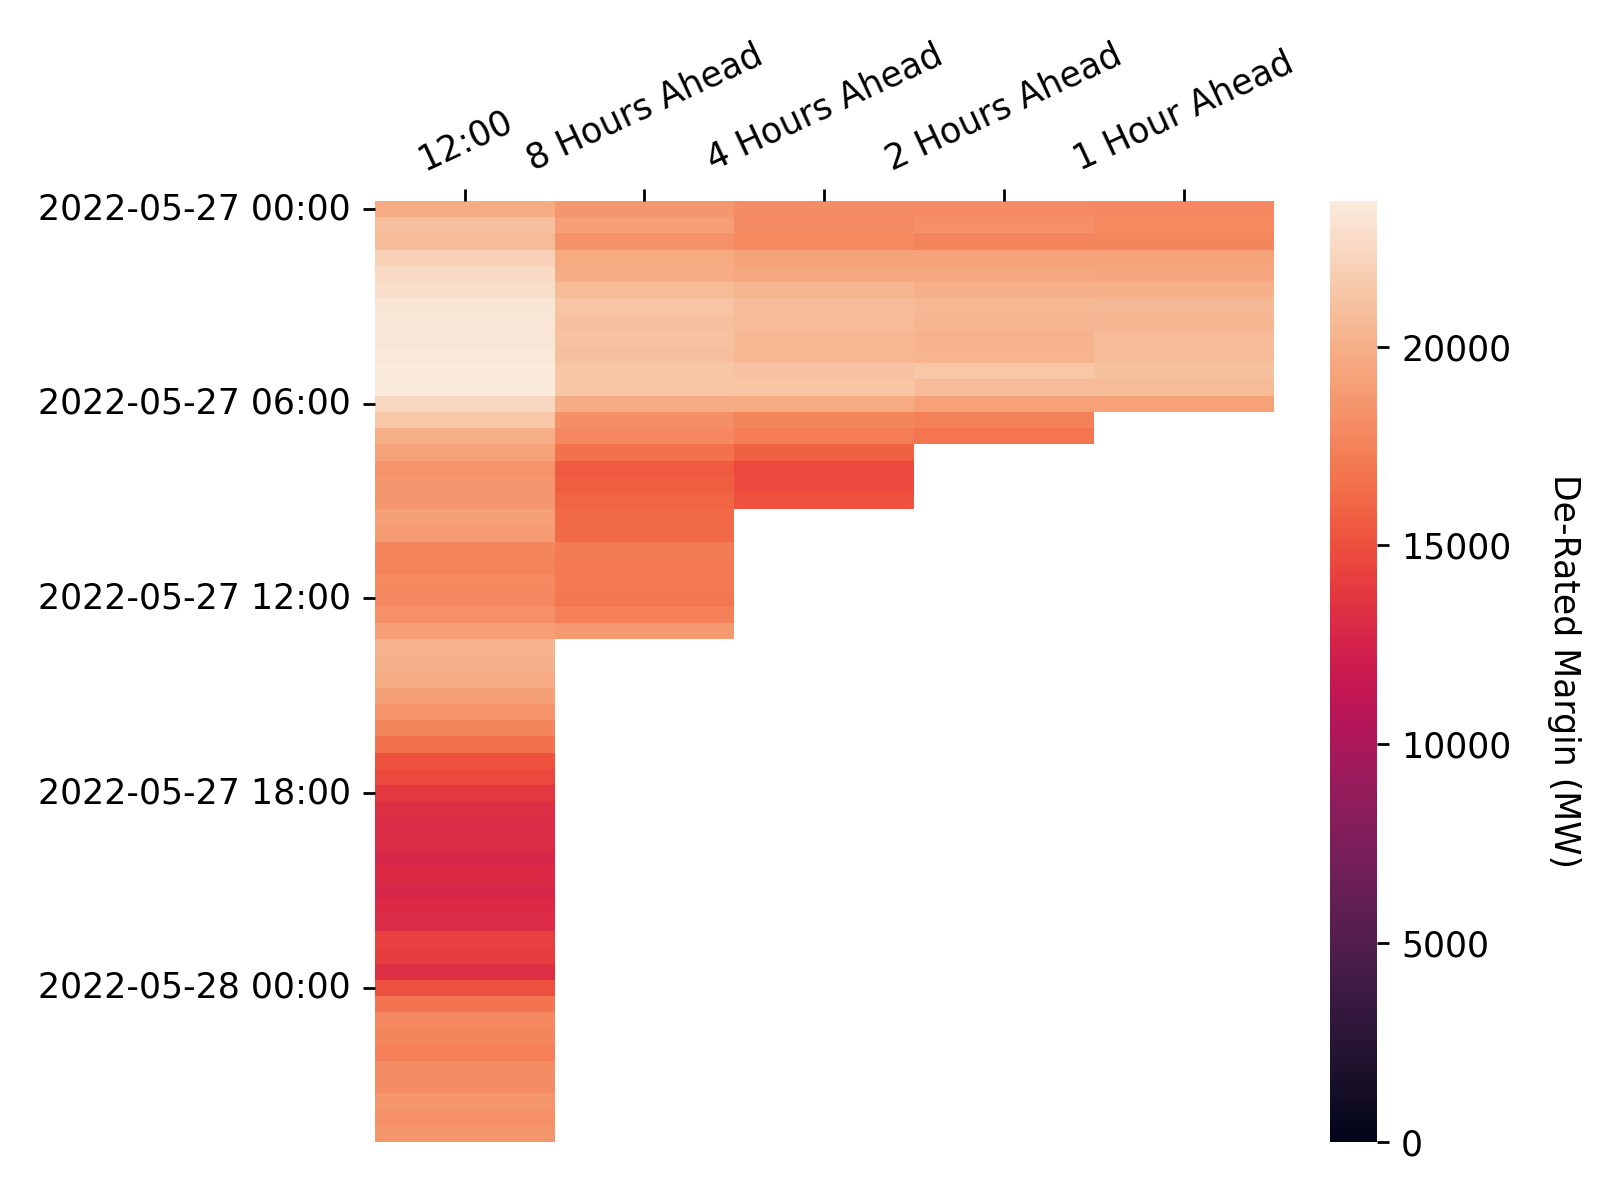 12:00
8 Hours Ahead
4 Hours Ahead
2 Hours Ahead
1 Hour Ahead
2022-05-27 00:00
2022-05-27 06:00
2022-05-27 12:00
2022-05-27 18:00
2022-05-28 00:00
20000
15000
10000
5000
0
De-Rated Margin (MW)